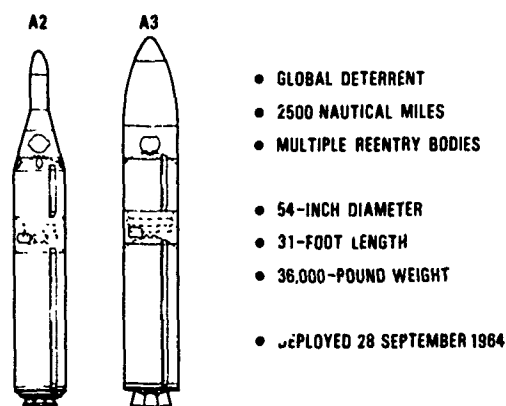 A2 A3
• GLOBAL DETERRENT
• 2500 NAUTICAL MILES
• MULTIPLE REENTRY BODIES
• 54-INCH DIAMETER
• 31-FOOT LENGTH
• 36,000-POUND WEIGHT
• DEPLOYED 28 SEPTEMBER 1964